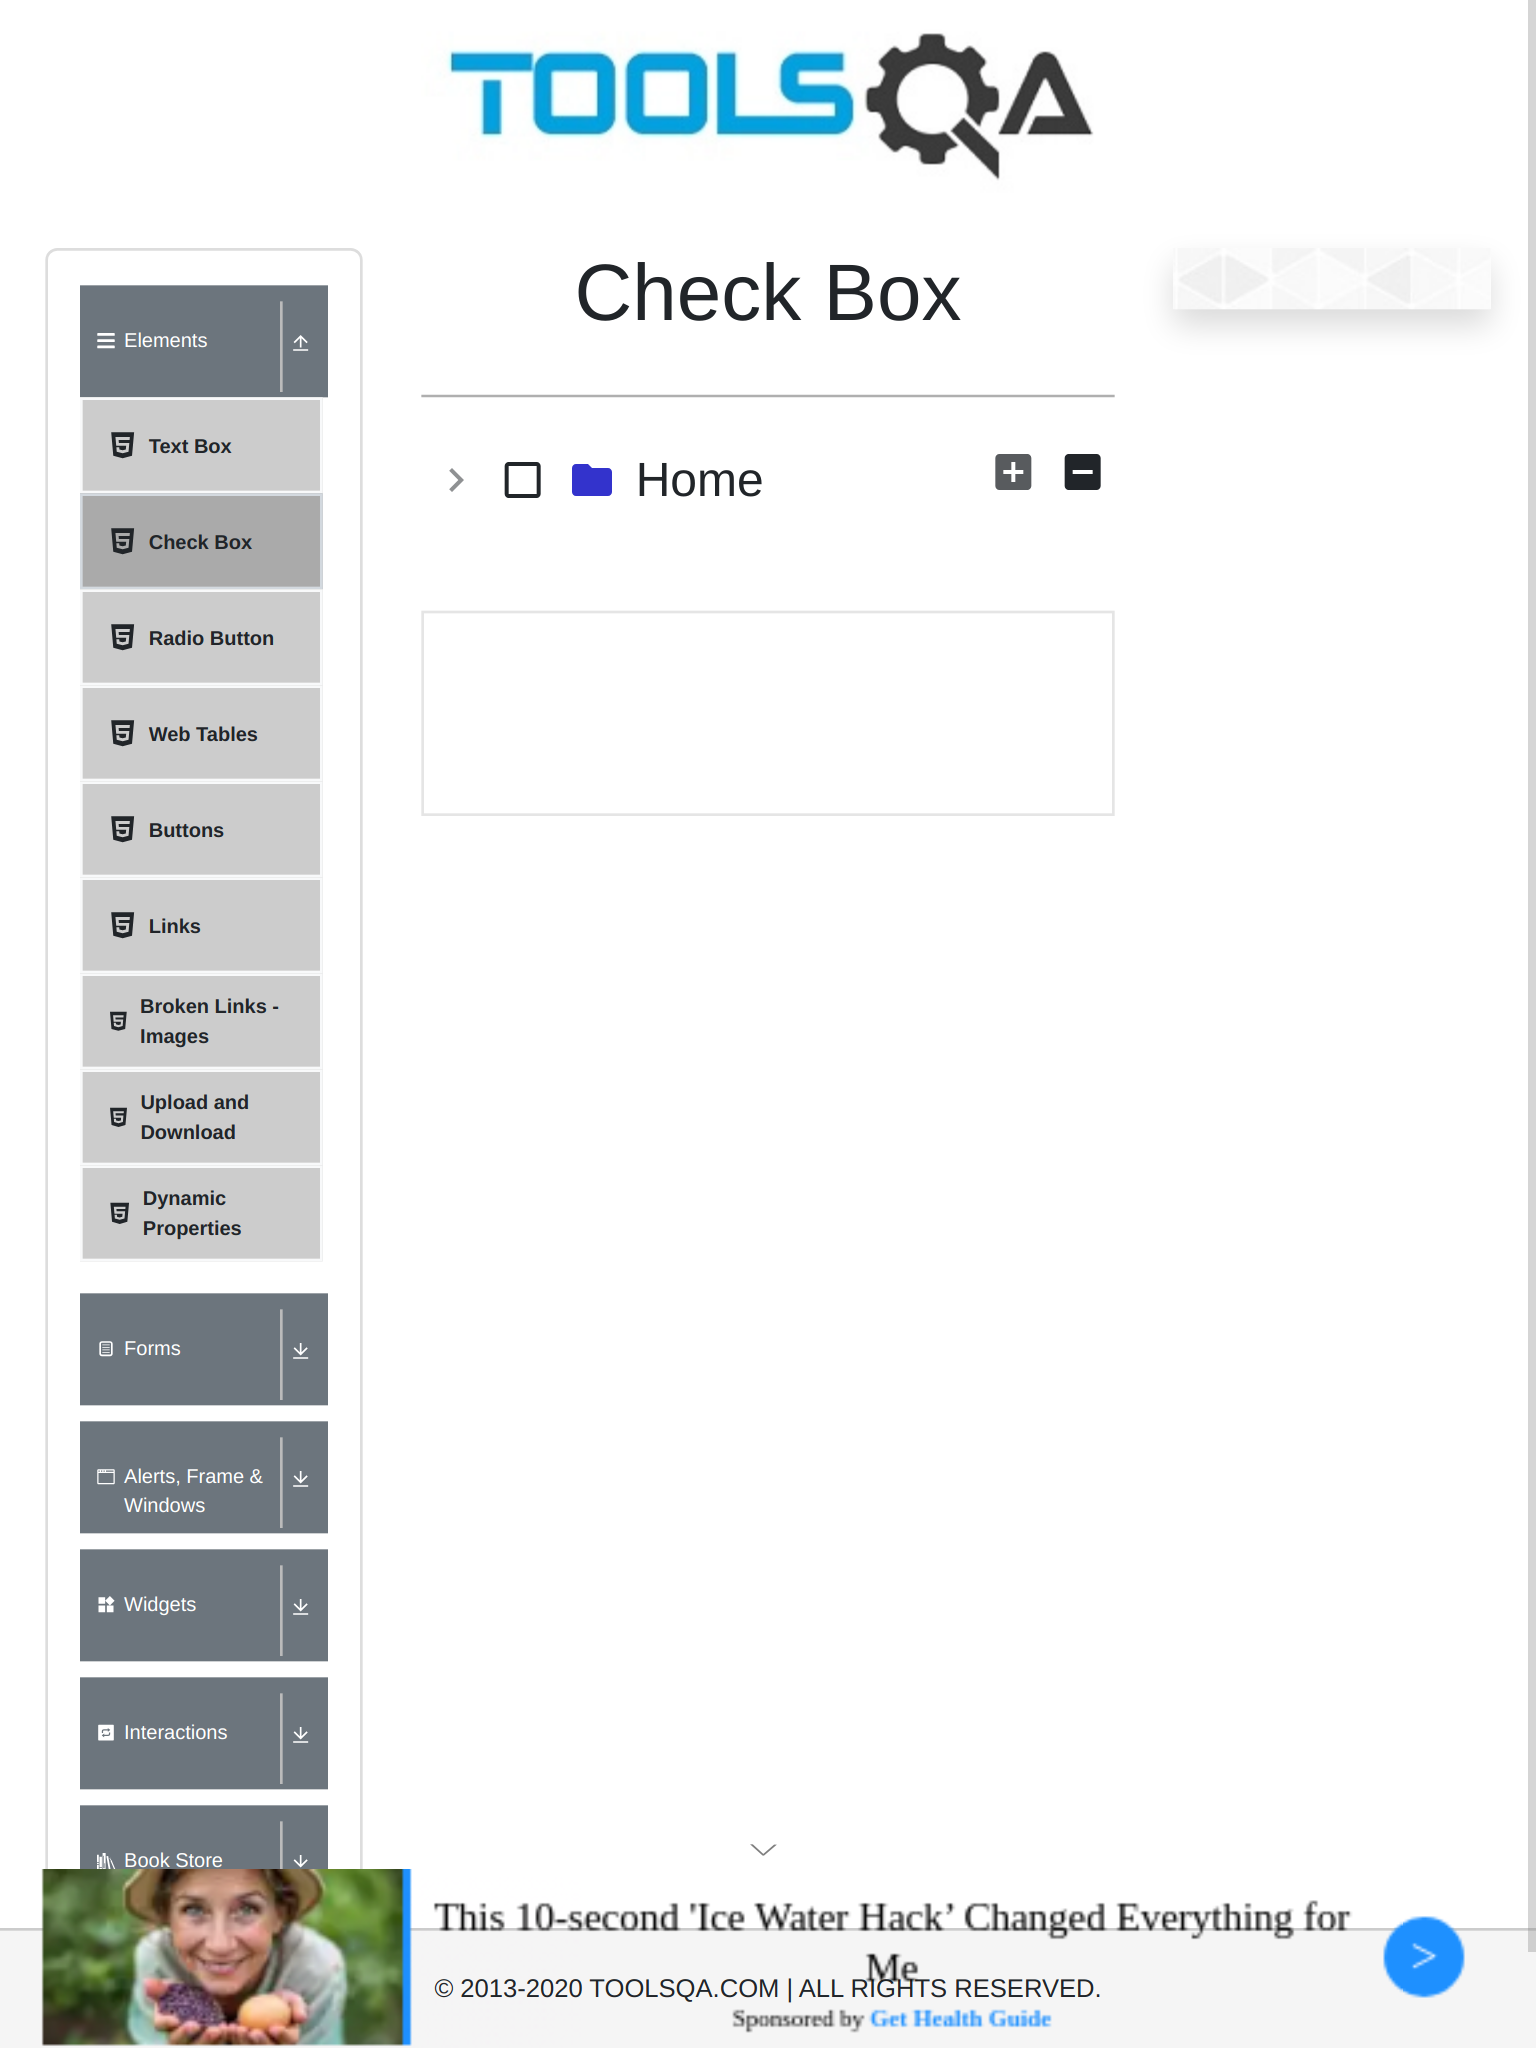 TOOLSQA
Check Box
Elements
Text Box
Check Box
Radio Button
Web Tables
Buttons
Links
Broken Links -
Images
Upload and
Download
Dynamic
Properties
Forms
Alerts, Frame &
Windows
Widgets
Interactions
Book Store
Home
This 10-second 'Ice Water Hack’ Changed Everything for
Me
© 2013-2020 TOOLSQA.COM | ALL RIGHTS RESERVED.
Sponsored by Get Health Guide